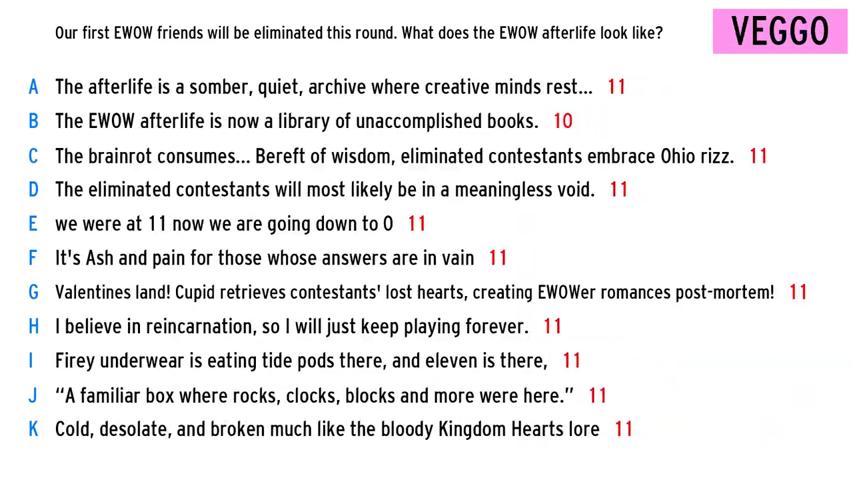 Our first EWOW friends will be eliminated this round. What does the EWOW afterlife look like?
VEGGO
A The afterlife is a somber, quiet, archive where creative minds rest... 11
B The EWOW afterlife is now a library of unaccomplished books. 10
C The brainrot consumes... Bereft of wisdom, eliminated contestants embrace Ohio rizz. 11
D The eliminated contestants will most likely be in a meaningless void. 11
E we were at 11 now we are going down to 0 11
F It's Ash and pain for those whose answers are in vain 11
G Valentines land! Cupid retrieves contestants' lost hearts, creating EWOWer romances post-mortem! 11
H I believe in reincarnation, so I will just keep playing forever. 11
I Firey underwear is eating tide pods there, and eleven is there, 11
J “A familiar box where rocks, clocks, blocks and more were here.” 11
K Cold, desolate, and broken much like the bloody Kingdom Hearts lore 11